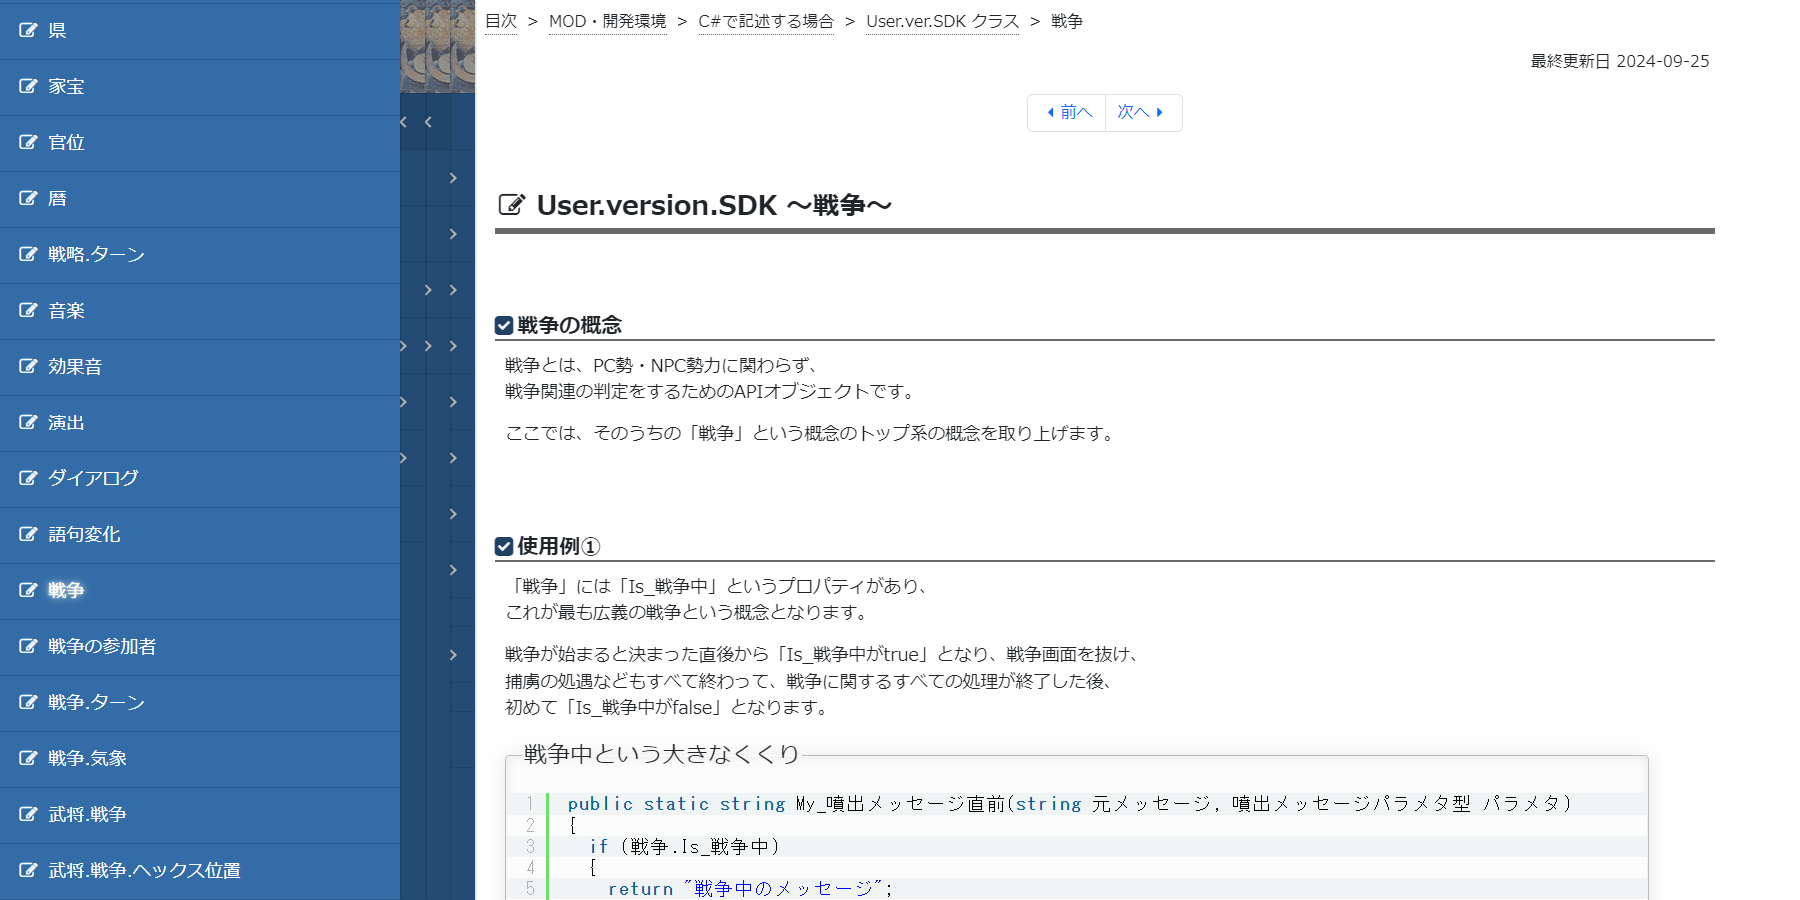 県
家宝
官位
暦
戦略.ターン
音楽
効果音
演出
ダイアログ
語句変化
戦争
戦争の参加者
戦争.ターン
戦争.気象
武将.戦争
武将.戦争.ヘックス位置
目次 > MOD・開発環境 > C#で記述する場合 > User.ver.SDK クラス > 戦争
最終更新日 2024-09-25
前へ 次へ
User.version.SDK ～戦争～
戦争の概念
戦争とは、PC勢・NPC勢力に関わらず、
戦争関連の判定をするためのAPIオブジェクトです。
ここでは、そのうちの「戦争」という概念のトップ系の概念を取り上げます。
使用例①
「戦争」には「Is_戦争中」というプロパティがあり、
これが最も広義の戦争という概念となります。
戦争が始まると決まった直後から「Is_戦争中がtrue」となり、戦争画面を抜け、
捕虜の処遇などもすべて終わって、戦争に関するすべての処理が終了した後、
初めて「Is_戦争中がfalse」となります。
戦争中という大きなくくり
1 public static string My_噴出メッセージ直前(string 元メッセージ, 噴出メッセージパラメタ型 パラメタ)
2 {
3 if (戦争.Is_戦争中)
4 {
5 return "戦争中のメッセージ";